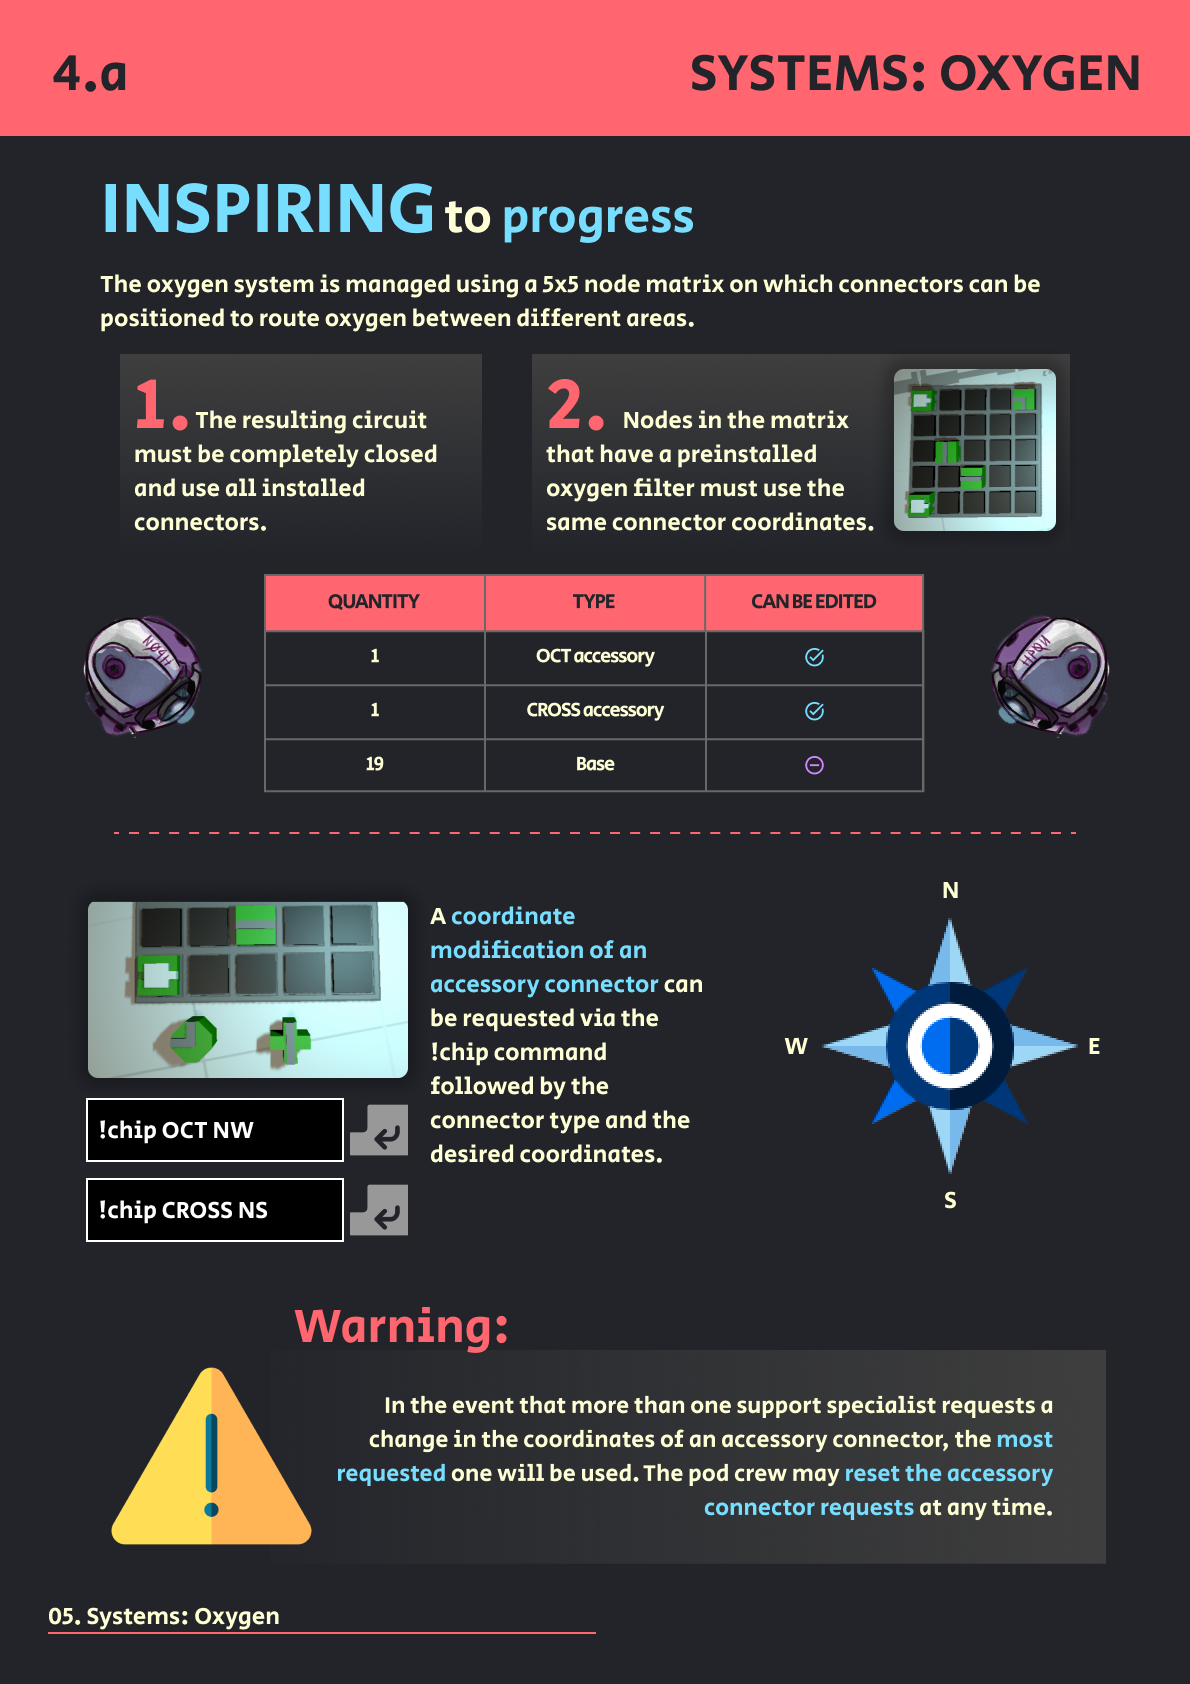 4.a
SYSTEMS: OXYGEN
INSPIRING to progress
The oxygen system is managed using a 5x5 node matrix on which connectors can be
positioned to route oxygen between different areas.
1. The resulting circuit
must be completely closed
and use all installed
connectors.
2. Nodes in the matrix
that have a preinstalled
oxygen filter must use the
same connector coordinates.
QUANTITY TYPE CAN BE EDITED
1 OCT accessory
1 CROSS accessory
19 Base
A coordinate
modification of an
accessory connector can
be requested via the
!chip command
followed by the
connector type and the
desired coordinates.
!chip OCT NW
!chip CROSS NS
N
W
E
S
Warning:
In the event that more than one support specialist requests a
change in the coordinates of an accessory connector, the most
requested one will be used. The pod crew may reset the accessory
connector requests at any time.
05. Systems: Oxygen